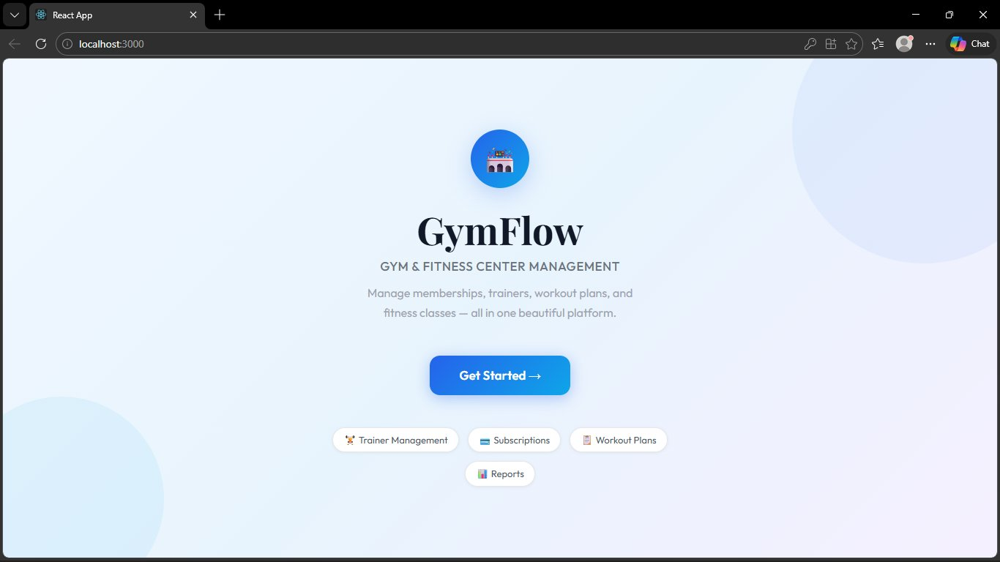 React App
localhost:3000
Chat
GymFlow
GYM & FITNESS CENTER MANAGEMENT
Manage memberships, trainers, workout plans, and
fitness classes — all in one beautiful platform.
Get Started →
Trainer Management
Subscriptions
Workout Plans
Reports